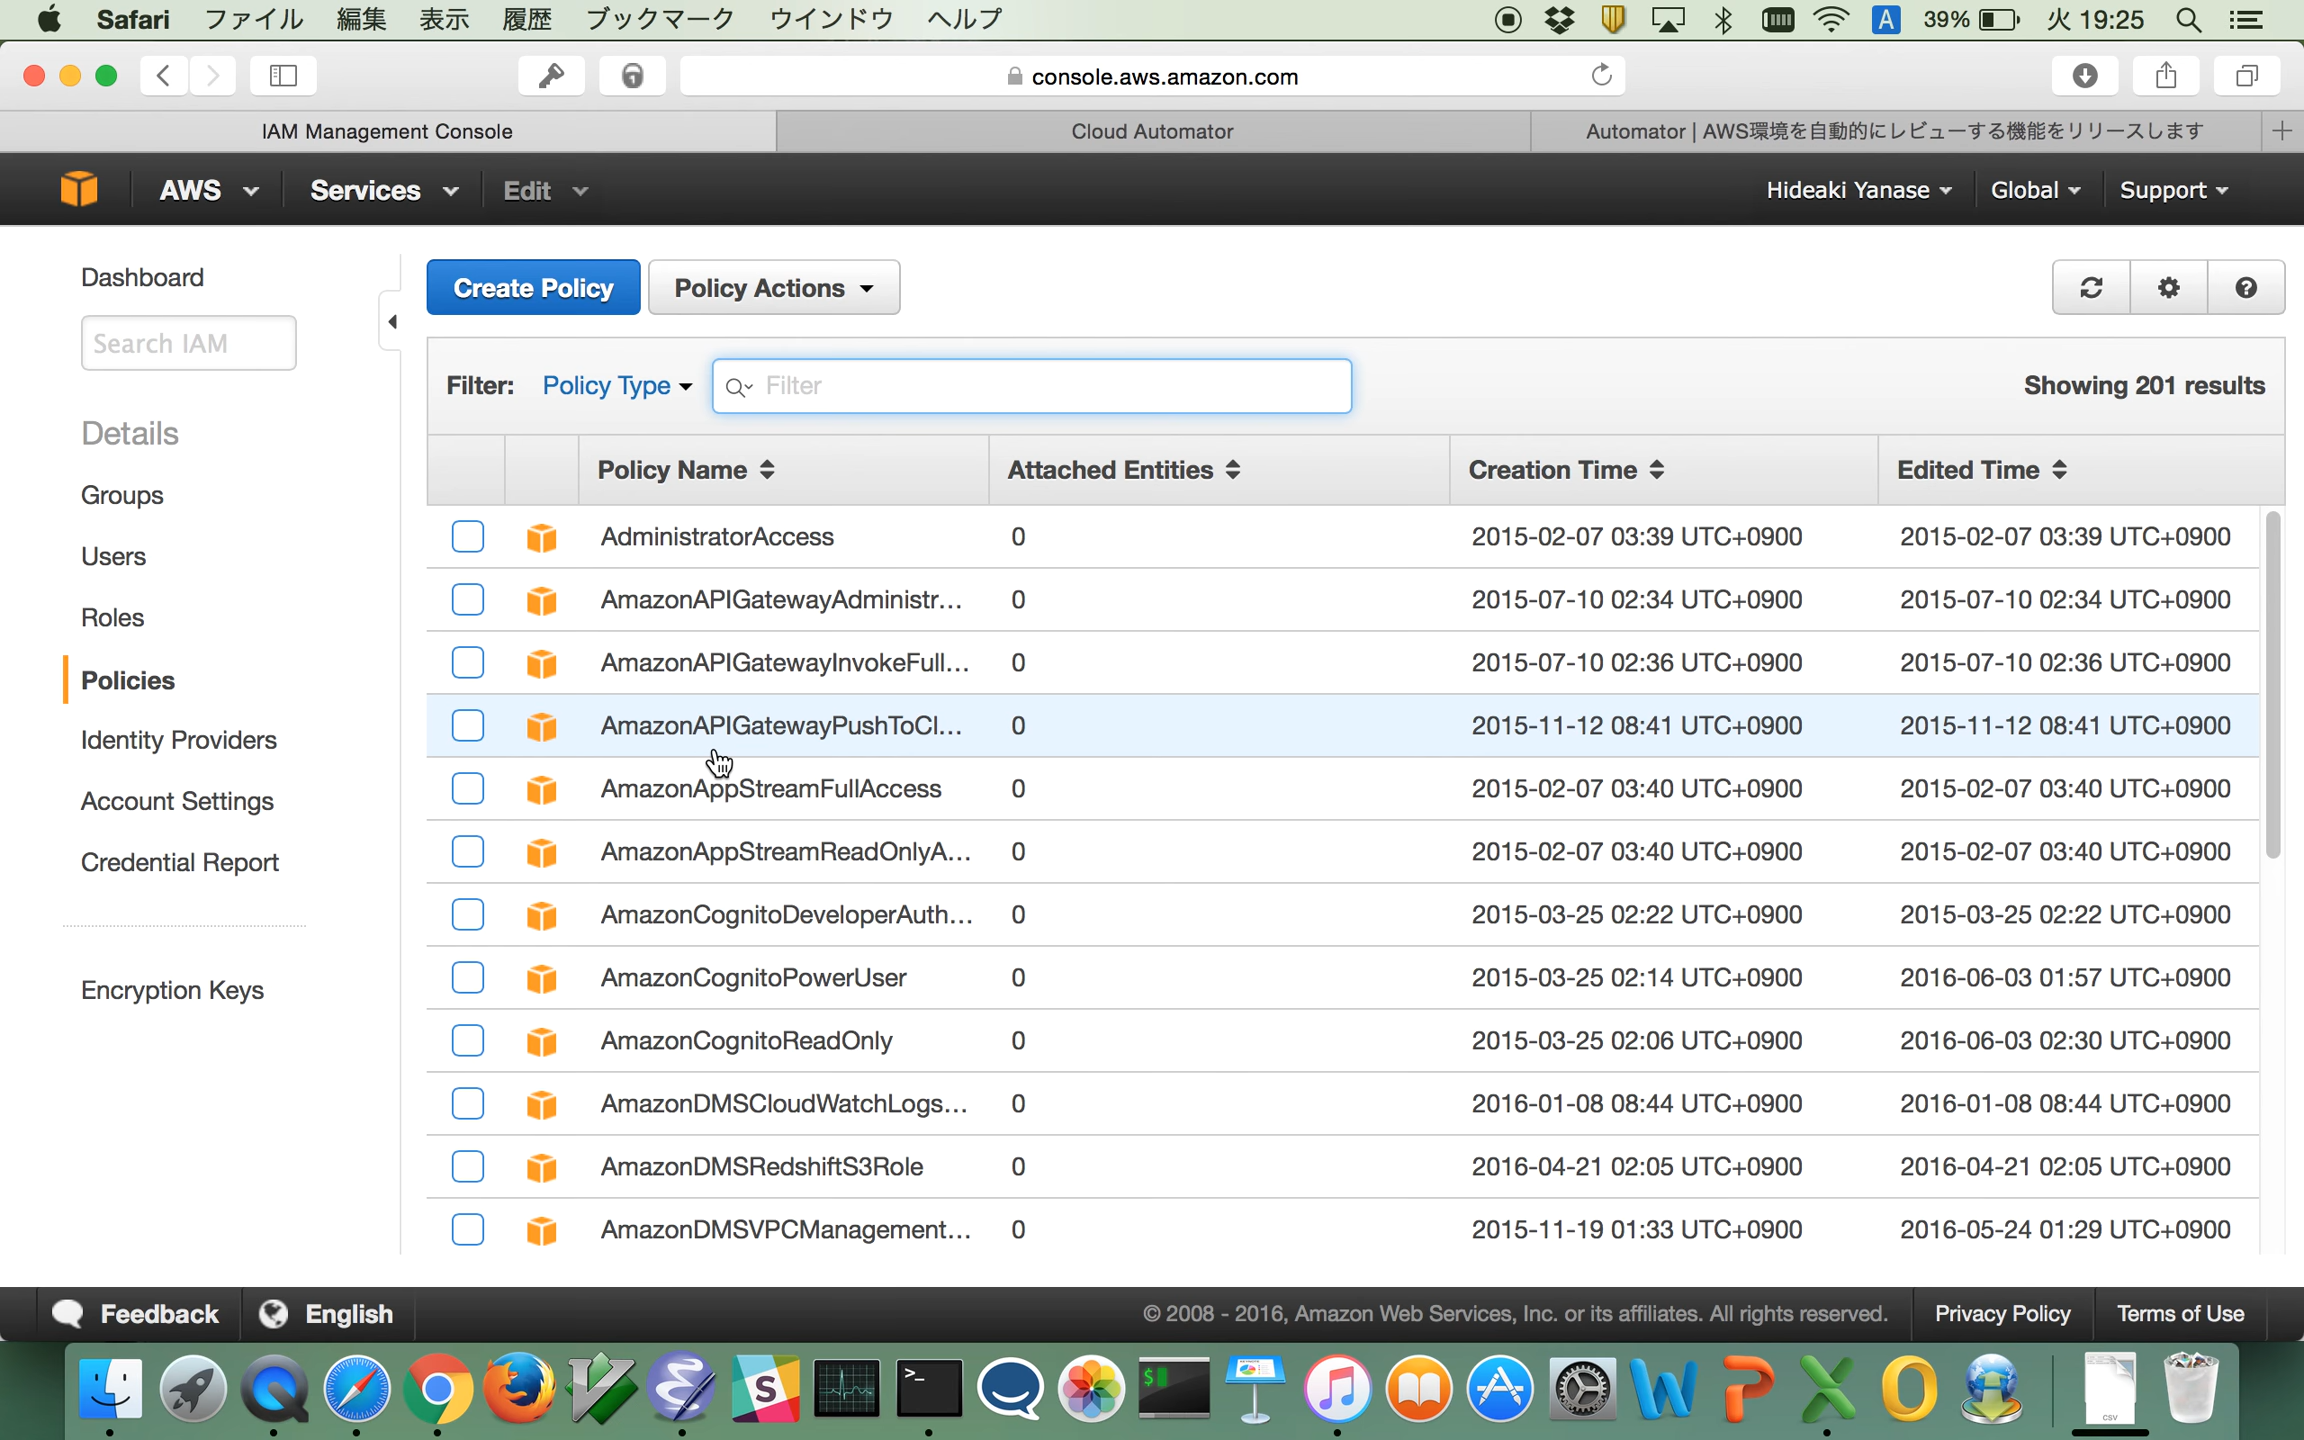 Safari ファイル 編集 表示 履歴 ブックマーク ウインドウ ヘルプ A 39% 火 19:25
console.aws.amazon.com
IAM Management Console Cloud Automator Automator | AWS環境を自動的にレビューする機能をリリースします
AWS Services Edit Hideaki Yanase Global Support
Dashboard
Search IAM
Details
Groups
Users
Roles
Policies
Identity Providers
Account Settings
Credential Report
Encryption Keys
Create Policy Policy Actions
Filter: Policy Type Filter Showing 201 results
Policy Name Attached Entities Creation Time Edited Time
AdministratorAccess 0 2015-02-07 03:39 UTC+0900 2015-02-07 03:39 UTC+0900
AmazonAPIGatewayAdministr... 0 2015-07-10 02:34 UTC+0900 2015-07-10 02:34 UTC+0900
AmazonAPIGatewayInvokeFull... 0 2015-07-10 02:36 UTC+0900 2015-07-10 02:36 UTC+0900
AmazonAPIGatewayPushToCl... 0 2015-11-12 08:41 UTC+0900 2015-11-12 08:41 UTC+0900
AmazonAppStreamFullAccess 0 2015-02-07 03:40 UTC+0900 2015-02-07 03:40 UTC+0900
AmazonAppStreamReadOnlyA... 0 2015-02-07 03:40 UTC+0900 2015-02-07 03:40 UTC+0900
AmazonCognitoDeveloperAuth... 0 2015-03-25 02:22 UTC+0900 2015-03-25 02:22 UTC+0900
AmazonCognitoPowerUser 0 2015-03-25 02:14 UTC+0900 2016-06-03 01:57 UTC+0900
AmazonCognitoReadOnly 0 2015-03-25 02:06 UTC+0900 2016-06-03 02:30 UTC+0900
AmazonDMSCloudWatchLogs... 0 2016-01-08 08:44 UTC+0900 2016-01-08 08:44 UTC+0900
AmazonDMSRedshiftS3Role 0 2016-04-21 02:05 UTC+0900 2016-04-21 02:05 UTC+0900
AmazonDMSVPCManagement... 0 2015-11-19 01:33 UTC+0900 2016-05-24 01:29 UTC+0900
Feedback English © 2008 - 2016, Amazon Web Services, Inc. or its affiliates. All rights reserved. Privacy Policy Terms of Use
CSV